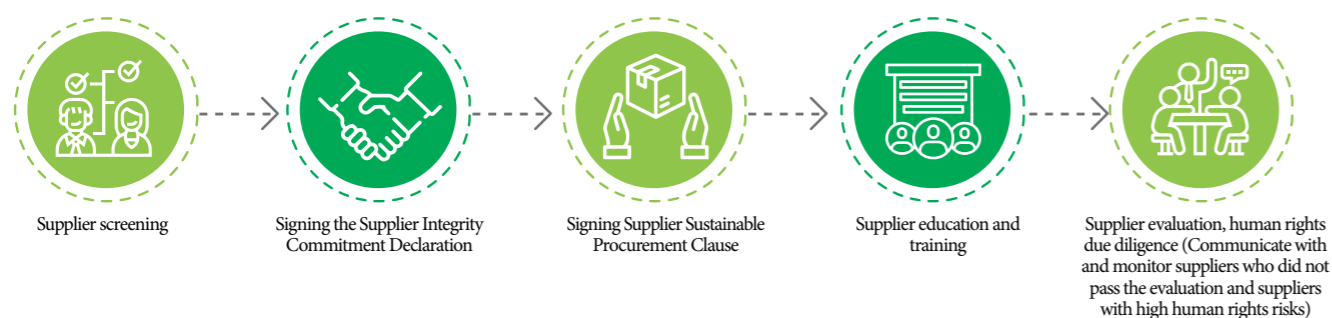 Supplier screening
Signing the Supplier Integrity
Commitment Declaration
Signing Supplier Sustainable
Procurement Clause
Supplier education and
training
Supplier evaluation, human rights
due diligence (Communicate with
and monitor suppliers who did not
pass the evaluation and suppliers
with high human rights risks)